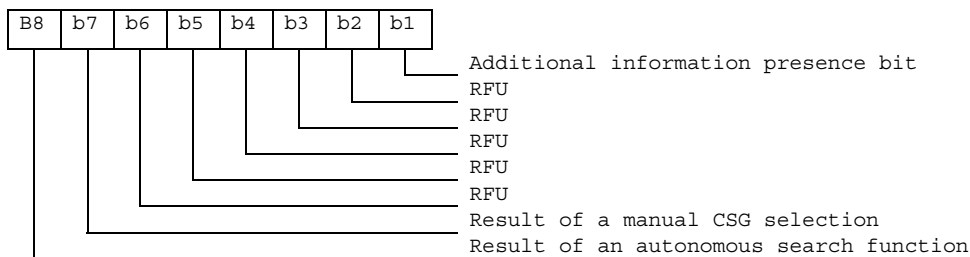 B8 b7 b6 b5 b4 b3 b2 b1
Additional information presence bit
RFU
RFU
RFU
RFU
RFU
Result of a manual CSG selection
Result of an autonomous search function